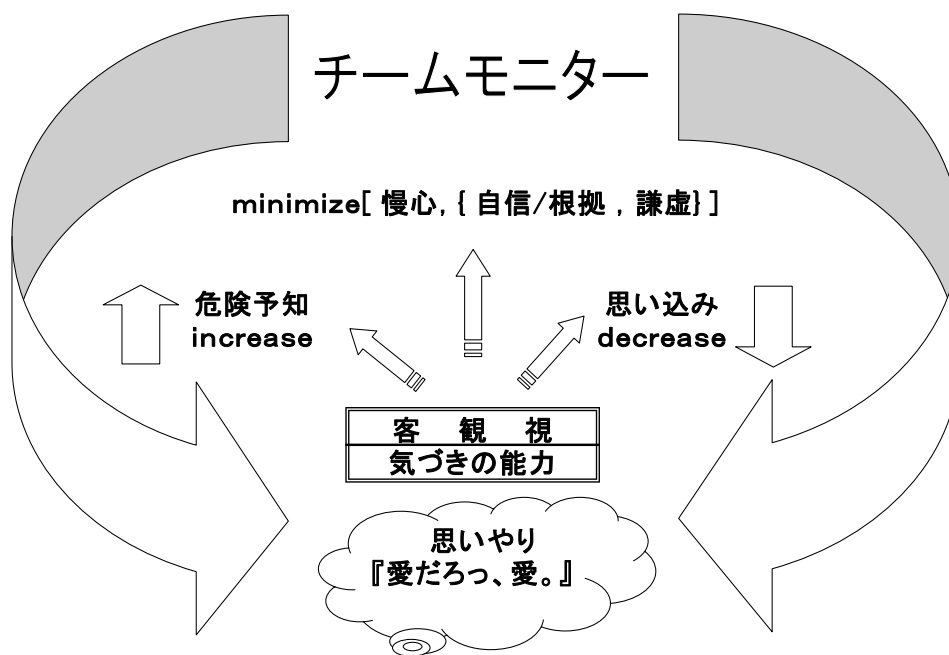 チームモニター
minimize[ 慢心, { 自信/根拠 , 謙虚} ]
危険予知
increase
思い込み
decrease
客 観 視
気づきの能力
思いやり
『愛だろっ、愛。』